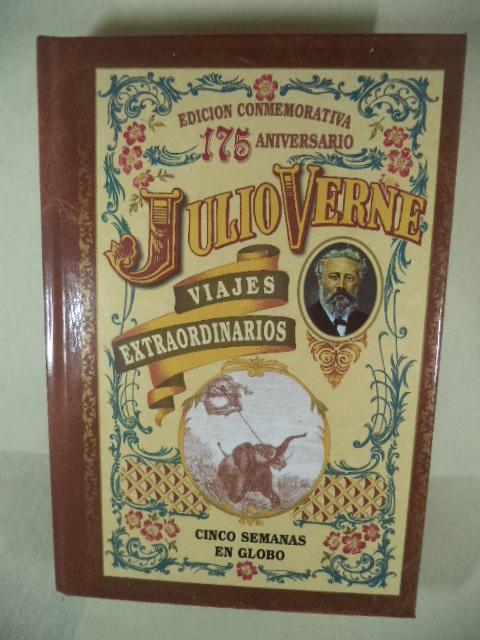 EDICION CONMEMORATIVA
175 ANIVERSARIO
JULIO VERNE
VIAJES
EXTRAORDINARIOS
CINCO SEMANAS
EN GLOBO